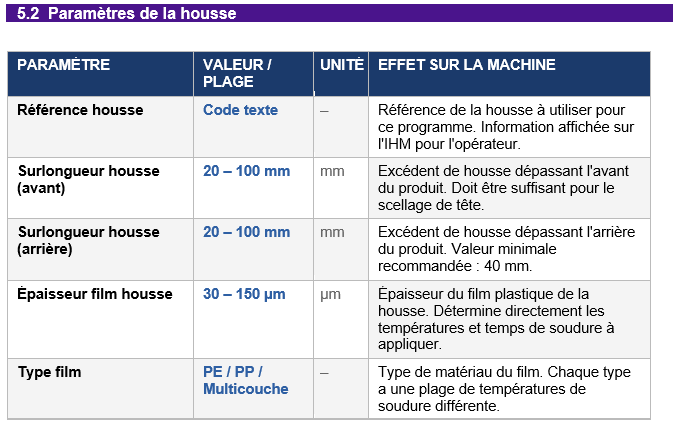 5.2 Paramètres de la housse
PARAMÈTRE
VALEUR /
PLAGE
UNITÉ
EFFET SUR LA MACHINE
Référence housse
Code texte
–
Référence de la housse à utiliser pour
ce programme. Information affichée sur
l'IHM pour l'opérateur.
Surlongueur housse
(avant)
20 – 100 mm
mm
Excédent de housse dépassant l'avant
du produit. Doit être suffisant pour le
scellage de tête.
Surlongueur housse
(arrière)
20 – 100 mm
mm
Excédent de housse dépassant l'arrière
du produit. Valeur minimale
recommandée : 40 mm.
Épaisseur film housse
30 – 150 µm
µm
Épaisseur du film plastique de la
housse. Détermine directement les
températures et temps de soudure à
appliquer.
Type film
PE / PP /
Multicouche
–
Type de matériau du film. Chaque type
a une plage de températures de
soudure différente.